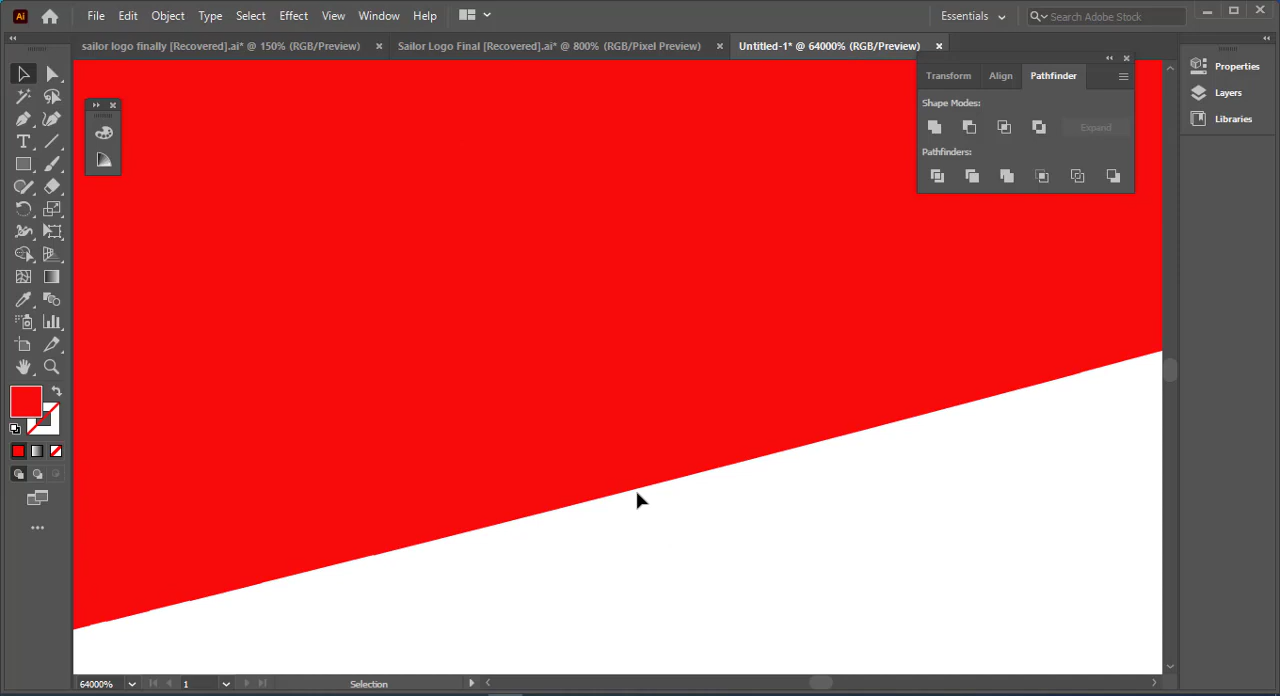 Ai File Edit Object Type Select Effect View Window Help Essentials Search Adobe Stock
sailor logo finally [Recovered].ai* @ 150% (RGB/Preview) × Sailor Logo Final [Recovered].ai* @ 800% (RGB/Pixel Preview) × Untitled-1* @ 64000% (RGB/Preview) ×
Transform Align Pathfinder
Shape Modes:
Expand
Pathfinders:
Properties
Layers
Libraries
64000% 1 Selection